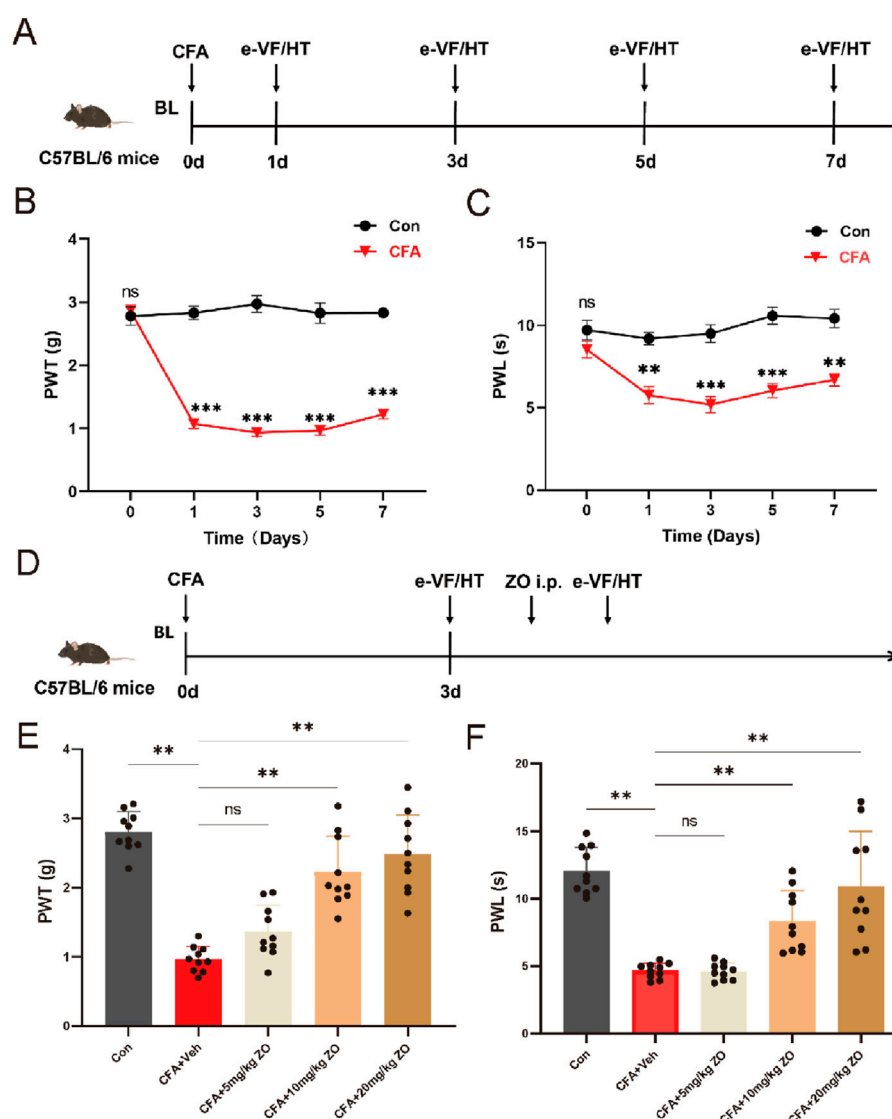 A
CFA e-VF/HT e-VF/HT e-VF/HT e-VF/HT
BL
C57BL/6 mice
0d 1d 3d 5d 7d
B
Con
CFA
4
3
2
1
0
PWT (g)
ns
*** *** *** ***
0 1 3 5 7
Time (Days)
C
Con
CFA
15
10
5
0
PWL (s)
ns
** *** *** **
0 1 3 5 7
Time (Days)
D
CFA e-VF/HT ZO i.p. e-VF/HT
BL
C57BL/6 mice
0d 3d
E
4
3
2
1
0
PWT (g)
**
**
**
ns
Con CFA+Veh CFA+5mg/kg ZO CFA+10mg/kg ZO CFA+20mg/kg ZO
F
20
15
10
5
0
PWL (s)
**
**
**
ns
Con CFA+Veh CFA+5mg/kg ZO CFA+10mg/kg ZO CFA+20mg/kg ZO